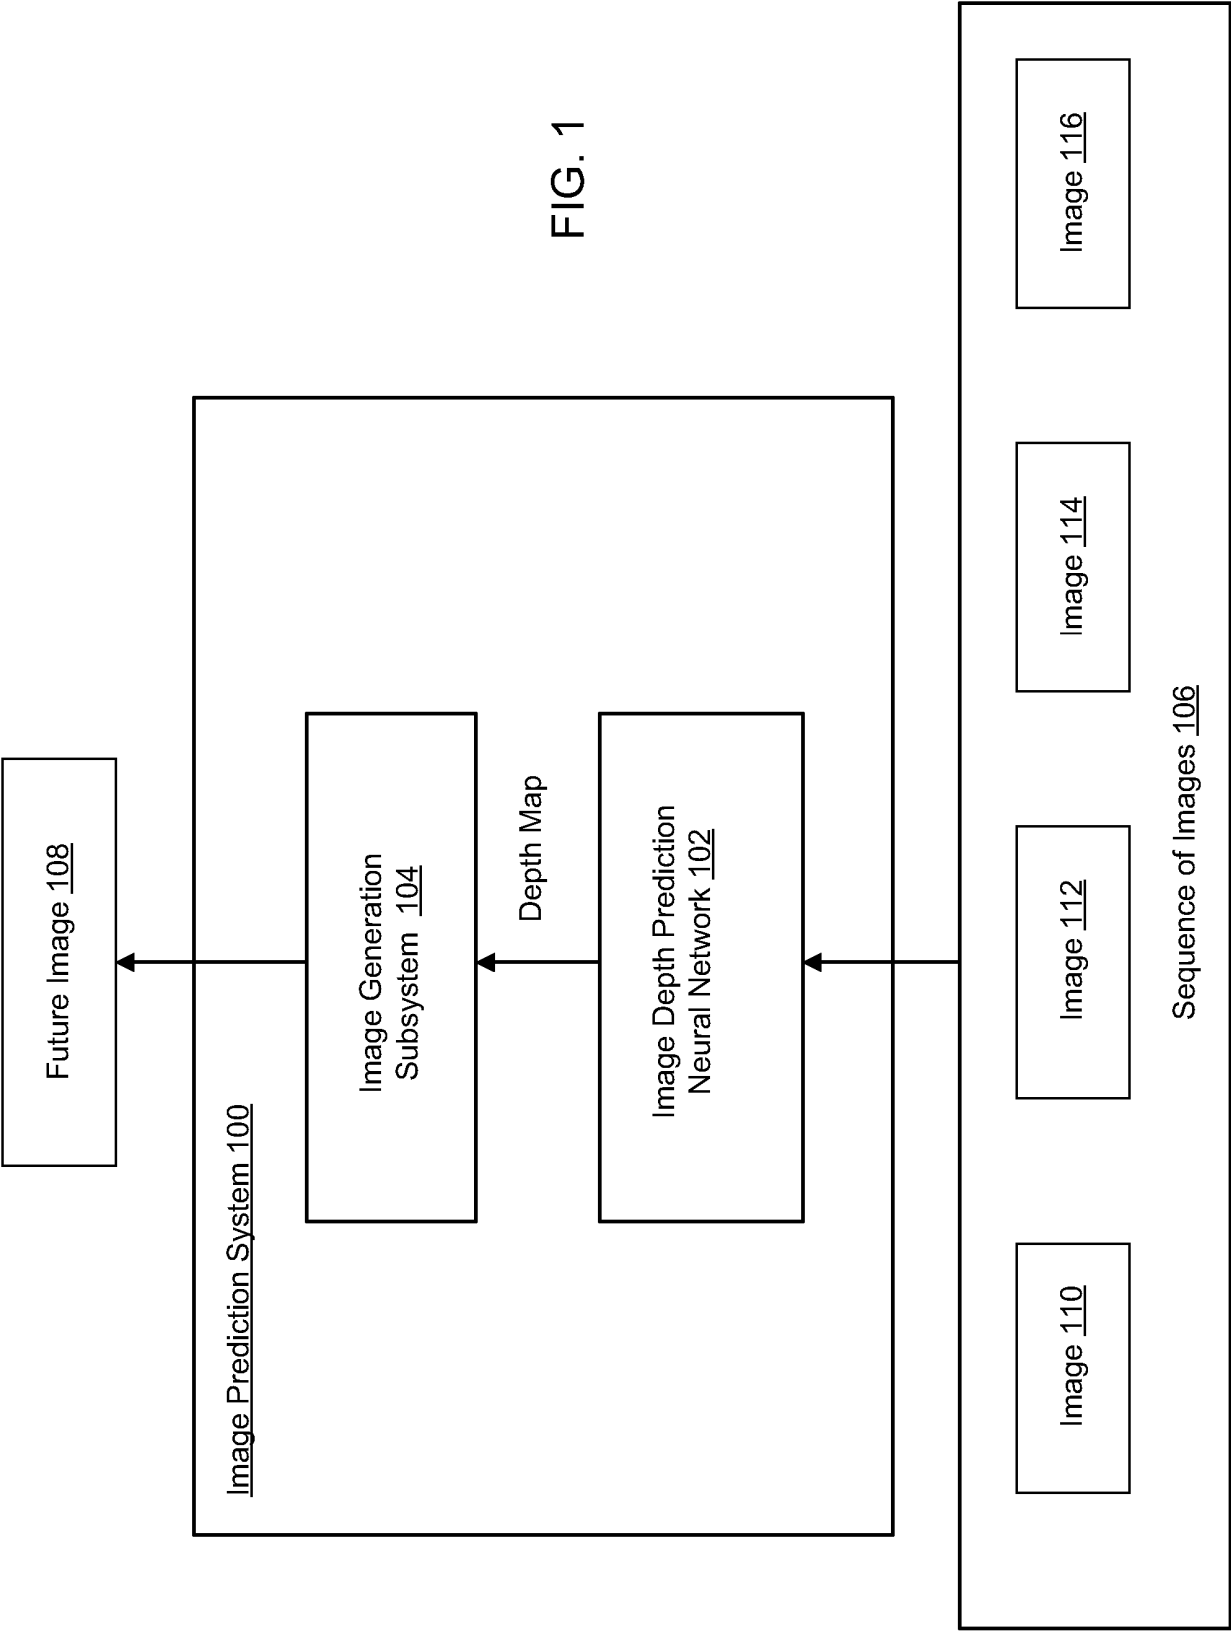 Future Image 108
Image Prediction System 100
Image Generation
Subsystem 104
Depth Map
Image Depth Prediction
Neural Network 102
Image 110
Image 112
Image 114
Image 116
Sequence of Images 106
FIG. 1